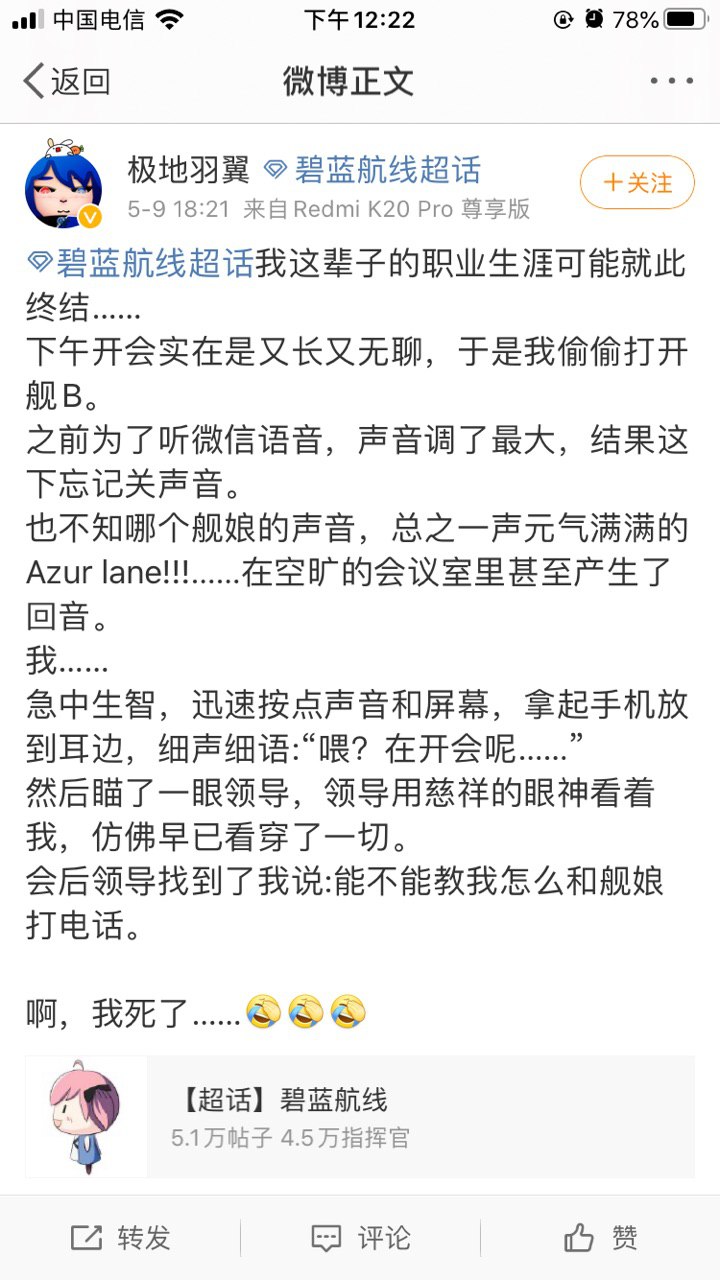 中国电信
下午12:22
78%
返回
微博正文
极地羽翼 碧蓝航线超话
+关注
5-9 18:21 来自Redmi K20 Pro 尊享版
碧蓝航线超话我这辈子的职业生涯可能就此
终结……
下午开会实在是又长又无聊，于是我偷偷打开
舰B。
之前为了听微信语音，声音调了最大，结果这
下忘记关声音。
也不知哪个舰娘的声音，总之一声元气满满的
Azur lane!!!……在空旷的会议室里甚至产生了
回音。
我……
急中生智，迅速按点声音和屏幕，拿起手机放
到耳边，细声细语:“喂？在开会呢……”
然后瞄了一眼领导，领导用慈祥的眼神看着
我，仿佛早已看穿了一切。
会后领导找到了我说:能不能教我怎么和舰娘
打电话。
啊，我死了……🤣🤣🤣
【超话】碧蓝航线
5.1万帖子 4.5万指挥官
转发
评论
赞